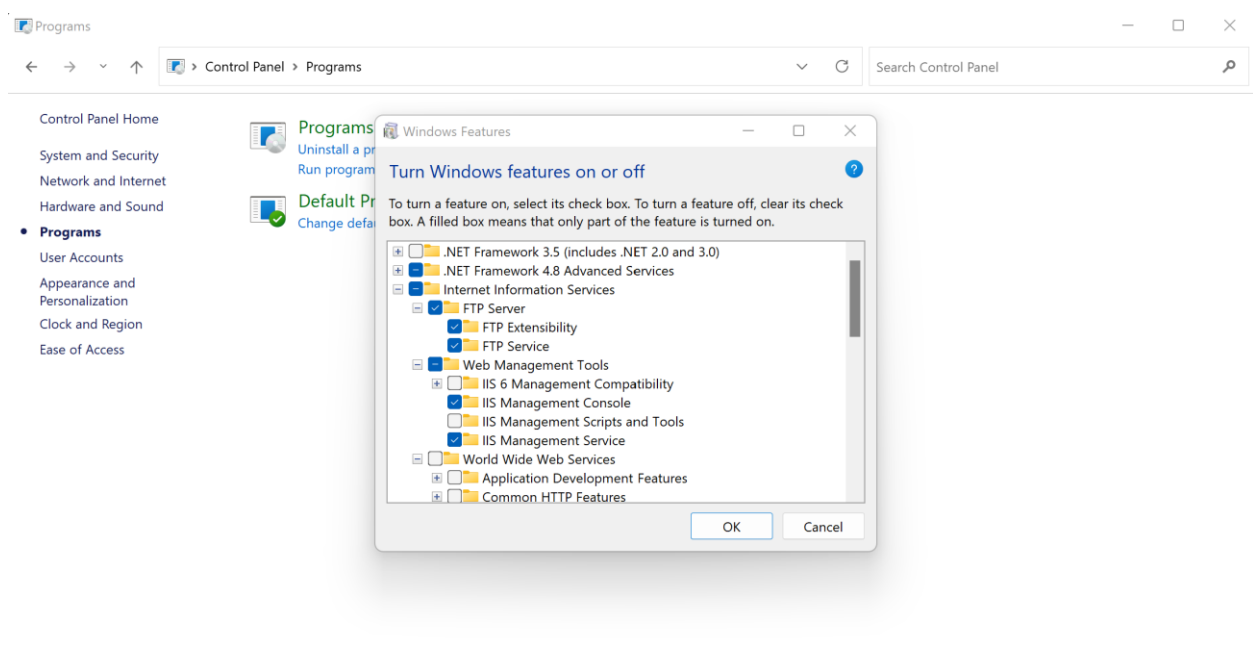 Programs
Control Panel > Programs
Search Control Panel
Control Panel Home
System and Security
Network and Internet
Hardware and Sound
Programs
User Accounts
Appearance and
Personalization
Clock and Region
Ease of Access
Programs
Uninstall a
Run program
Default
Change
Windows Features
Turn Windows features on or off
?
To turn a feature on, select its check box. To turn a feature off, clear its check
box. A filled box means that only part of the feature is turned on.
.NET Framework 3.5 (includes .NET 2.0 and 3.0)
.NET Framework 4.8 Advanced Services
Internet Information Services
FTP Server
FTP Extensibility
FTP Service
Web Management Tools
IIS 6 Management Compatibility
IIS Management Console
IIS Management Scripts and Tools
IIS Management Service
World Wide Web Services
Application Development Features
Common HTTP Features
OK
Cancel